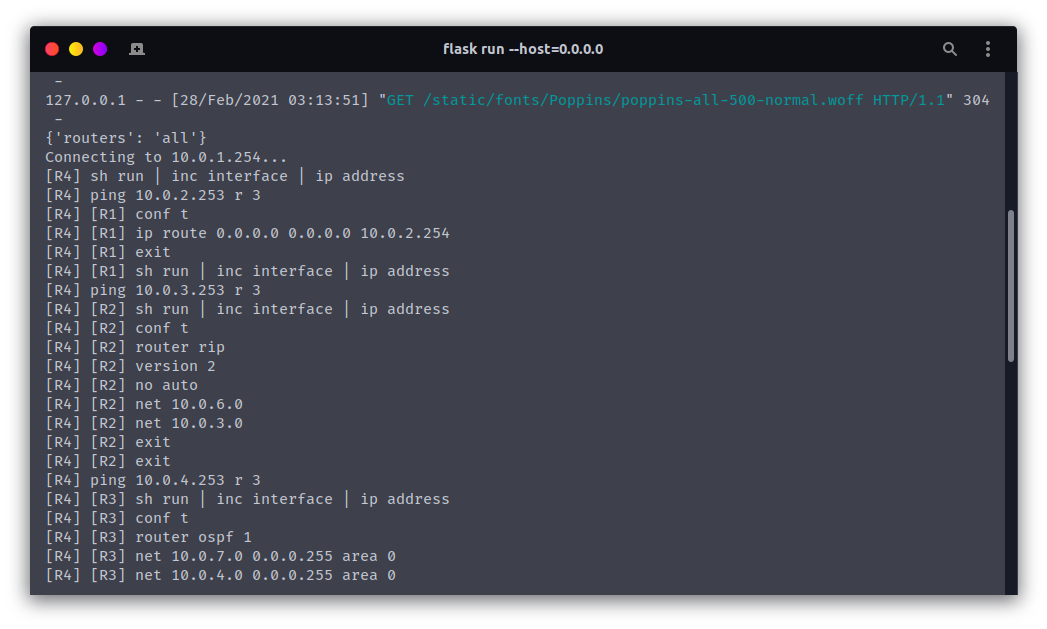 flask run --host=0.0.0.0
-
127.0.0.1 - - [28/Feb/2021 03:13:51] "GET /static/fonts/Poppins/poppins-all-500-normal.woff HTTP/1.1" 304
-
{'routers': 'all'}
Connecting to 10.0.1.254...
[R4] sh run | inc interface | ip address
[R4] ping 10.0.2.253 r 3
[R4] [R1] conf t
[R4] [R1] ip route 0.0.0.0 0.0.0.0 10.0.2.254
[R4] [R1] exit
[R4] [R1] sh run | inc interface | ip address
[R4] ping 10.0.3.253 r 3
[R4] [R2] sh run | inc interface | ip address
[R4] [R2] conf t
[R4] [R2] router rip
[R4] [R2] version 2
[R4] [R2] no auto
[R4] [R2] net 10.0.6.0
[R4] [R2] net 10.0.3.0
[R4] [R2] exit
[R4] [R2] exit
[R4] ping 10.0.4.253 r 3
[R4] [R3] sh run | inc interface | ip address
[R4] [R3] conf t
[R4] [R3] router ospf 1
[R4] [R3] net 10.0.7.0 0.0.0.255 area 0
[R4] [R3] net 10.0.4.0 0.0.0.255 area 0